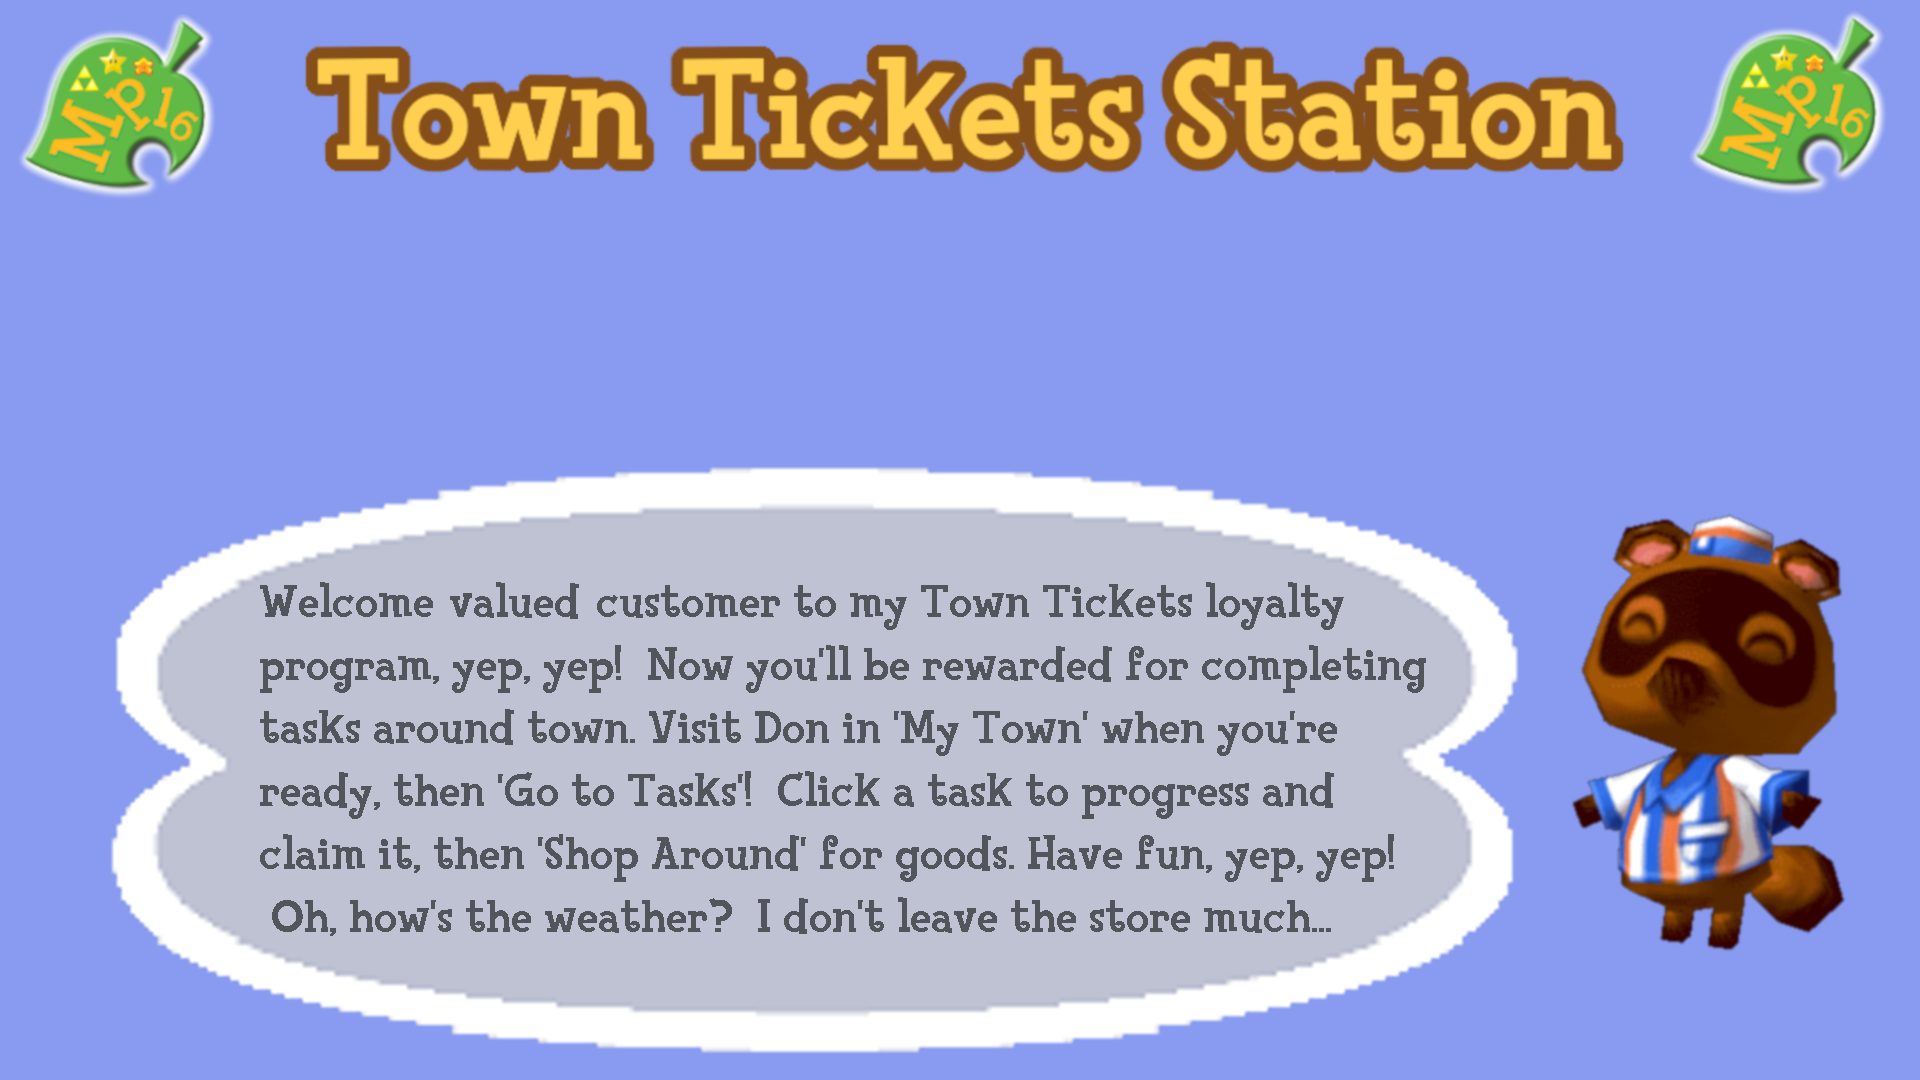 Mp16
Town Tickets Station
Mp16
Welcome valued customer to my Town Tickets loyalty
program, yep, yep!  Now you'll be rewarded for completing
tasks around town. Visit Don in 'My Town' when you're
ready, then 'Go to Tasks'!  Click a task to progress and
claim it, then 'Shop Around' for goods. Have fun, yep, yep!
Oh, how's the weather?  I don't leave the store much...